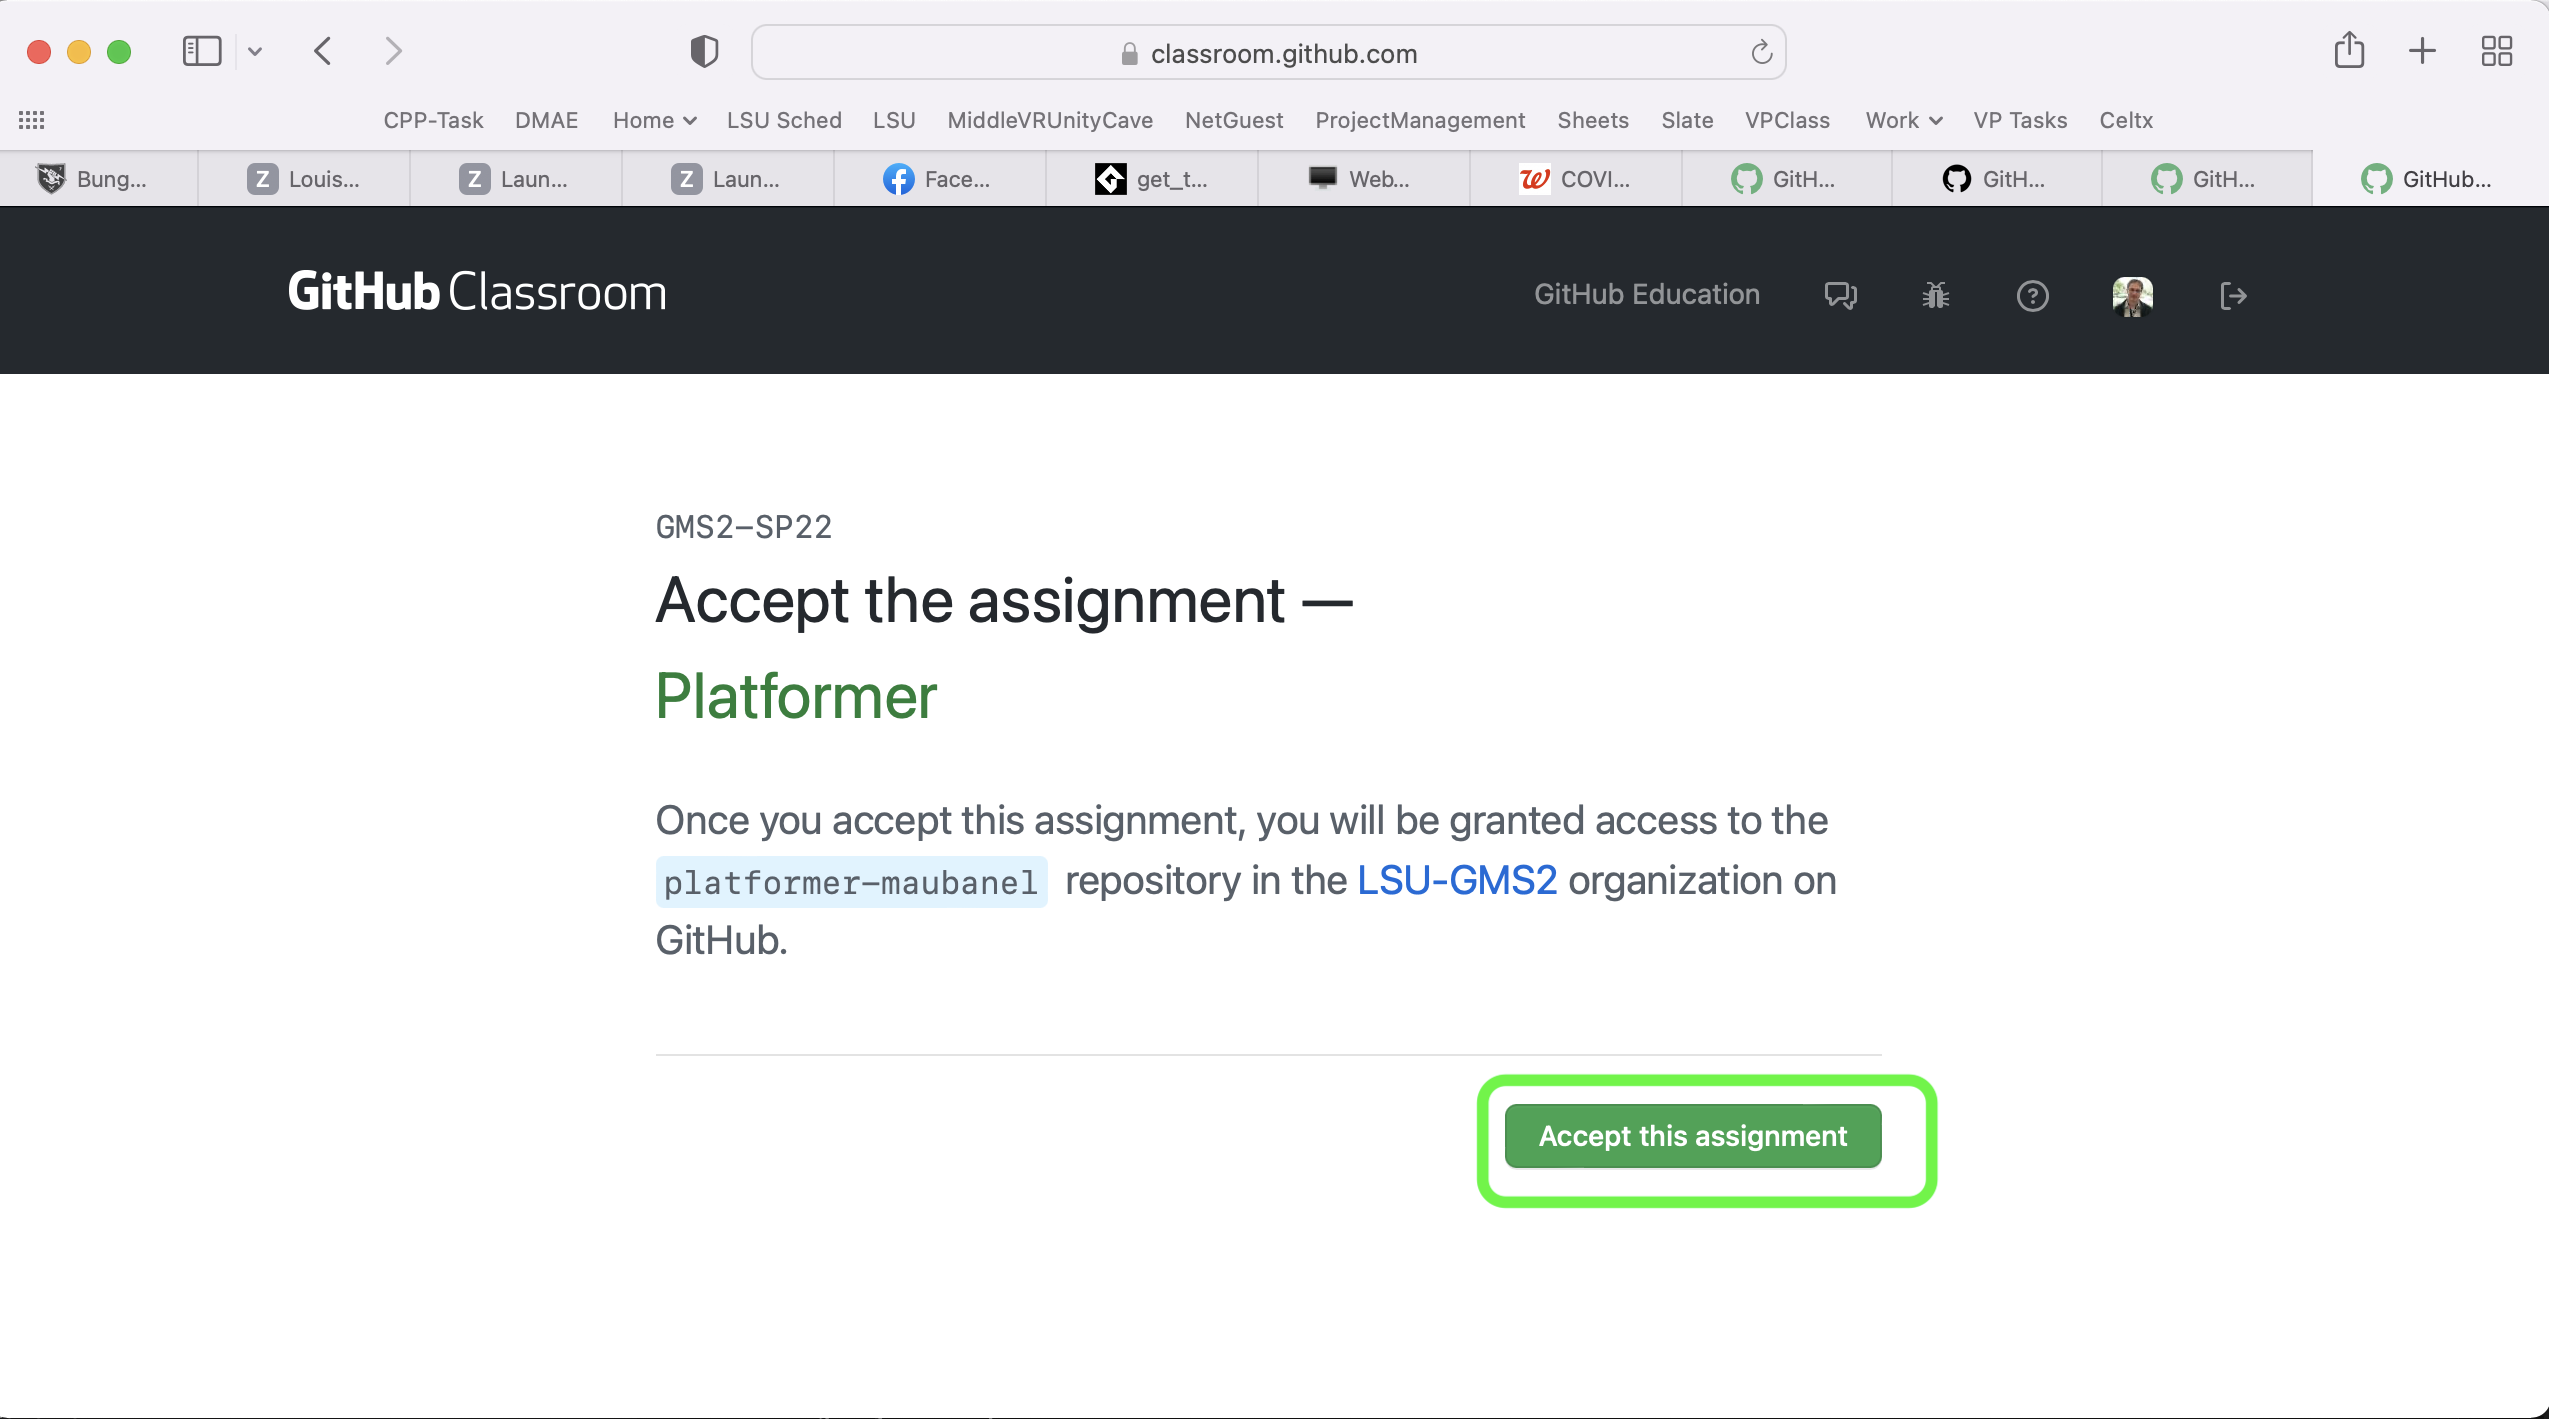 classroom.github.com
CPP-Task DMAE Home LSU Sched LSU MiddleVRUnityCave NetGuest ProjectManagement Sheets Slate VPClass Work VP Tasks Celtx
Bung... Z Louis... Z Laun... Z Laun... Face... get_t... Web... W COVI... GitH... GitH... GitH... GitHub...
GitHub Classroom GitHub Education
GMS2-SP22
Accept the assignment —
Platformer
Once you accept this assignment, you will be granted access to the
platformer-maubanel repository in the LSU-GMS2 organization on
GitHub.
Accept this assignment